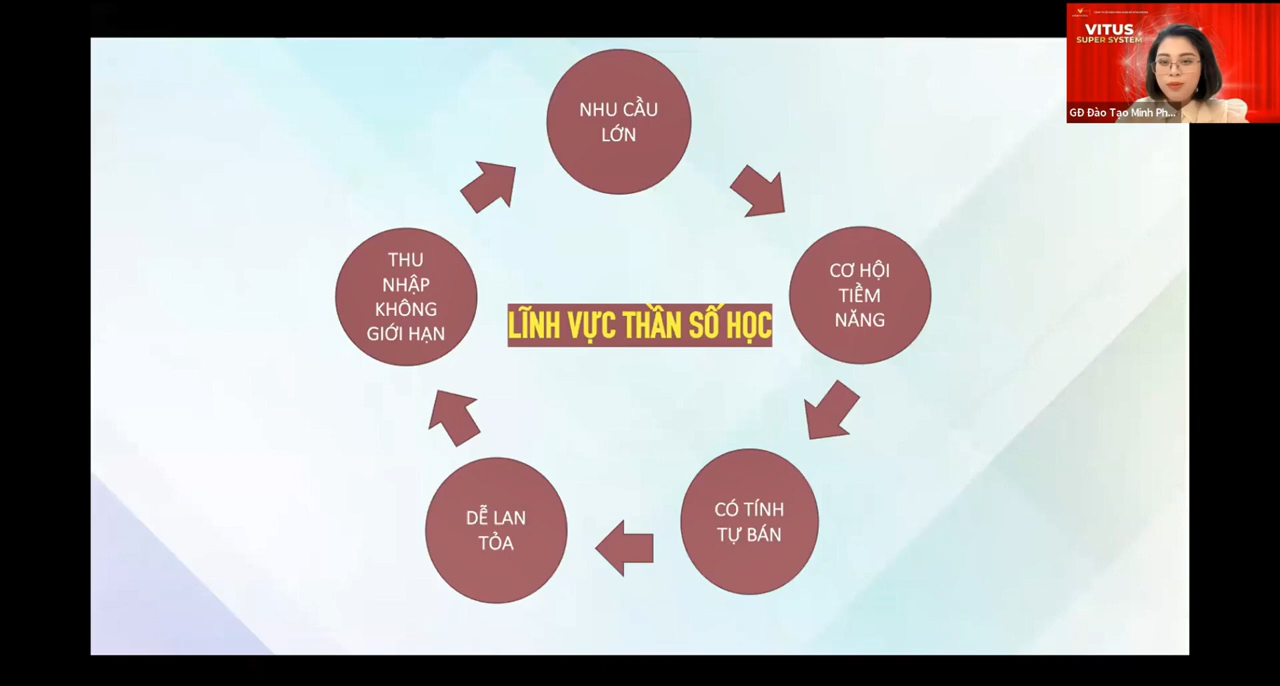 NHU CẦU
LỚN
CƠ HỘI
TIỀM
NĂNG
CÓ TÍNH
TỰ BÁN
DỄ LAN
TỎA
THU
NHẬP
KHÔNG
GIỚI HẠN
LĨNH VỰC THẦN SỐ HỌC
VITUS
SUPER SYSTEM
GĐ Đào Tạo Minh Ph...